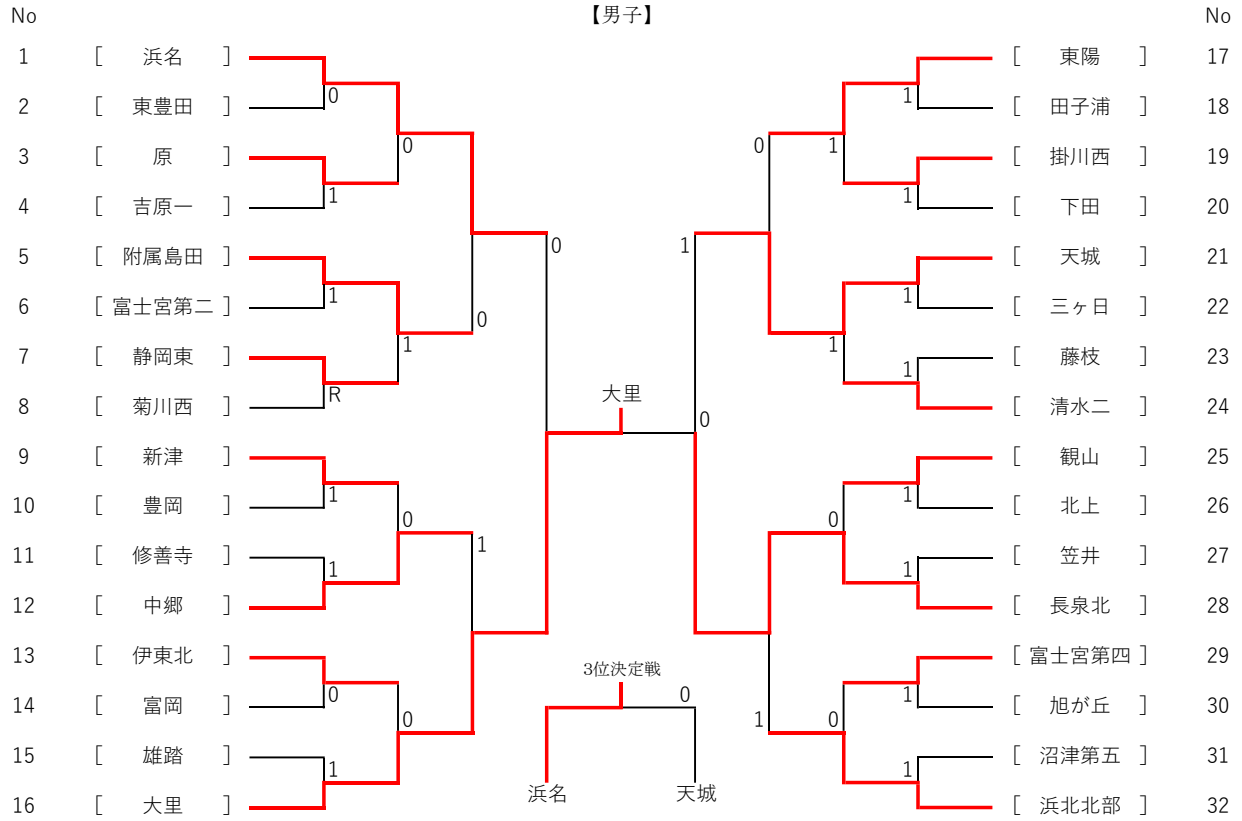 No 【男子】 No
1 [ 浜名 ] [ 東陽 ] 17
0 1
2 [ 東豊田 ] [ 田子浦 ] 18
0 0 1
3 [ 原 ] [ 掛川西 ] 19
1 1
4 [ 吉原一 ] [ 下田 ] 20
0 1
5 [ 附属島田 ] [ 天城 ] 21
1 1
6 [ 富士宮第二 ] [ 三ヶ日 ] 22
0
1 1
7 [ 静岡東 ] [ 藤枝 ] 23
1
R 大里
8 [ 菊川西 ] [ 清水二 ] 24
0
9 [ 新津 ] [ 観山 ] 25
1 1
10 [ 豊岡 ] [ 北上 ] 26
0 0
1
11 [ 修善寺 ] [ 笠井 ] 27
1 1
12 [ 中郷 ] [ 長泉北 ] 28
13 [ 伊東北 ] [ 富士宮第四 ] 29
3位決定戦
0 0 1
14 [ 富岡 ] [ 旭が丘 ] 30
0 1 0
15 [ 雄踏 ] [ 沼津第五 ] 31
1 1
浜名 天城
16 [ 大里 ] [ 浜北北部 ] 32